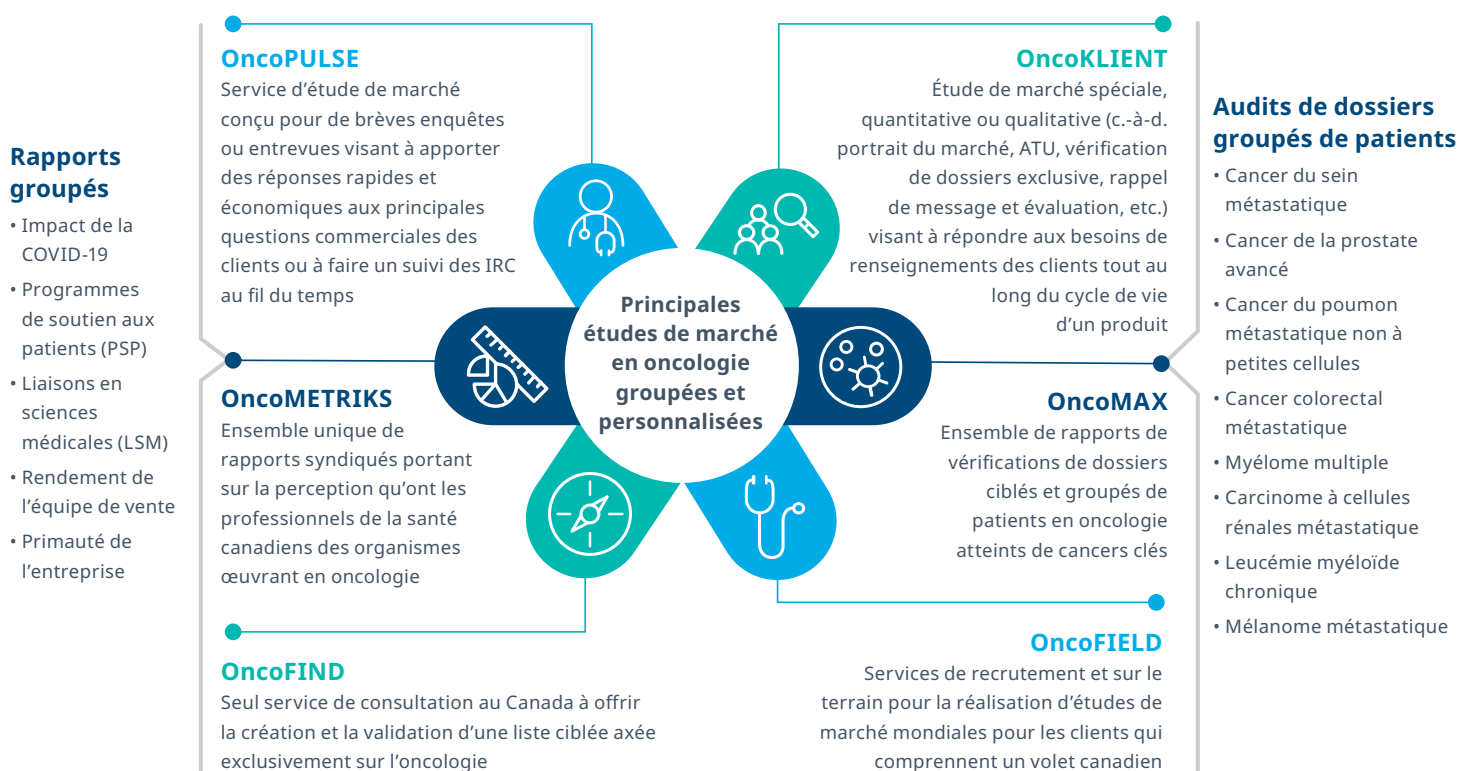 Rapports
groupés
• Impact de la
COVID-19
• Programmes
de soutien aux
patients (PSP)
• Liaisons en
sciences
médicales (LSM)
• Rendement de
l’équipe de vente
• Primauté de
l’entreprise
OncoPULSE
Service d’étude de marché
conçu pour de brèves enquêtes
ou entrevues visant à apporter
des réponses rapides et
économiques aux principales
questions commerciales des
clients ou à faire un suivi des IRC
au fil du temps
OncoMETRIKS
Ensemble unique de
rapports syndiqués portant
sur la perception qu’ont les
professionnels de la santé
canadiens des organismes
œuvrant en oncologie
OncoFIND
Seul service de consultation au Canada à offrir
la création et la validation d’une liste ciblée axée
exclusivement sur l’oncologie
Principales
études de marché
en oncologie
groupées et
personnalisées
OncoKLIENT
Étude de marché spéciale,
quantitative ou qualitative (c.-à-d.
portrait du marché, ATU, vérification
de dossiers exclusive, rappel
de message et évaluation, etc.)
visant à répondre aux besoins de
renseignements des clients tout au
long du cycle de vie
d’un produit
OncoMAX
Ensemble de rapports de
vérifications de dossiers
ciblés et groupés de
patients en oncologie
atteints de cancers clés
OncoFIELD
Services de recrutement et sur le
terrain pour la réalisation d’études de
marché mondiales pour les clients qui
comprennent un volet canadien
Audits de dossiers
groupés de patients
• Cancer du sein
métastatique
• Cancer de la prostate
avancé
• Cancer du poumon
métastatique non à
petites cellules
• Cancer colorectal
métastatique
• Myélome multiple
• Carcinome à cellules
rénales métastatique
• Leucémie myéloïde
chronique
• Mélanome métastatique